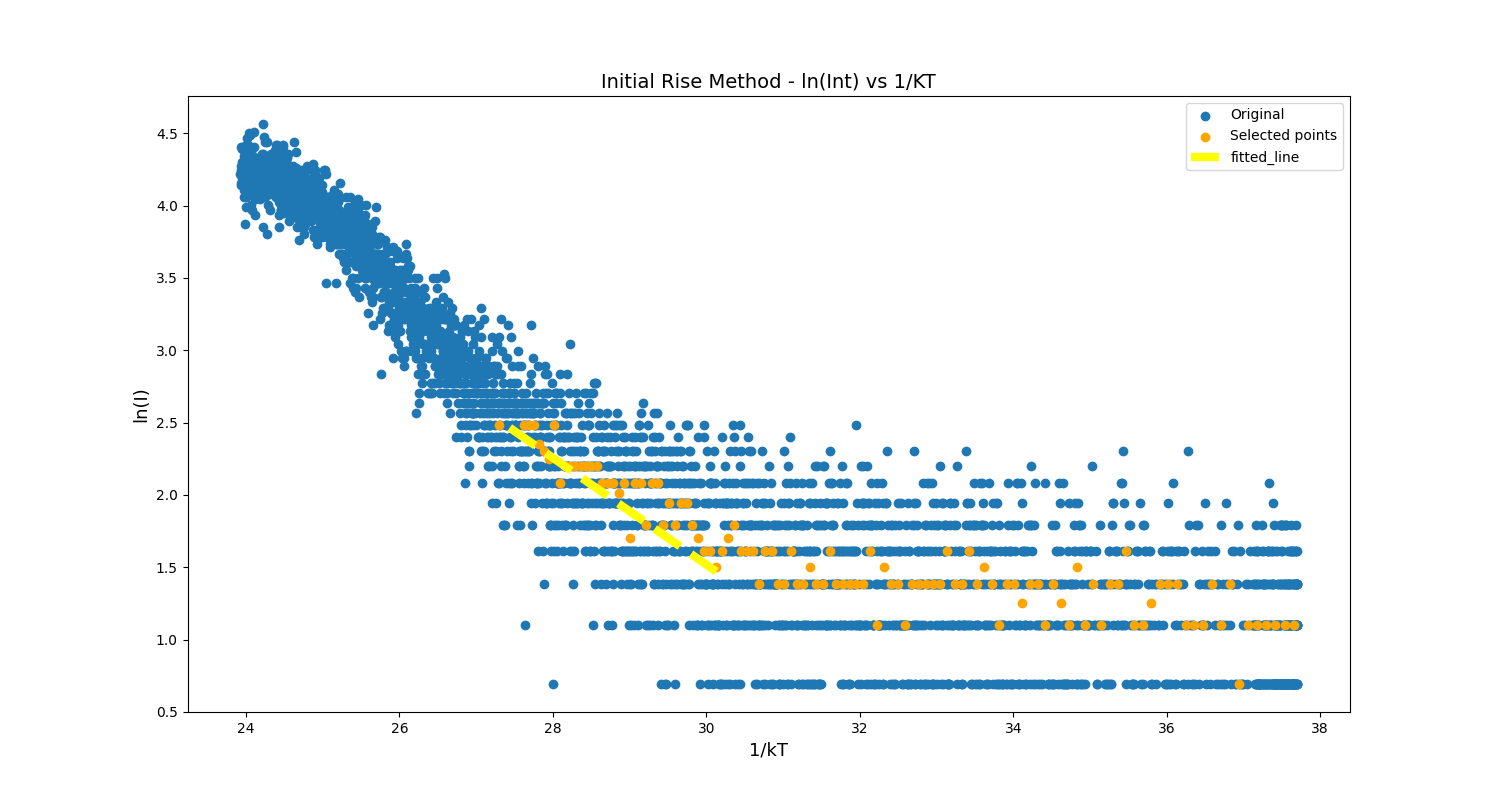 Initial Rise Method - ln(Int) vs 1/KT
Original
Selected points
fitted_line
4.5
4.0
3.5
3.0
2.5
2.0
1.5
1.0
0.5
ln(I)
24 26 28 30 32 34 36 38
1/kT